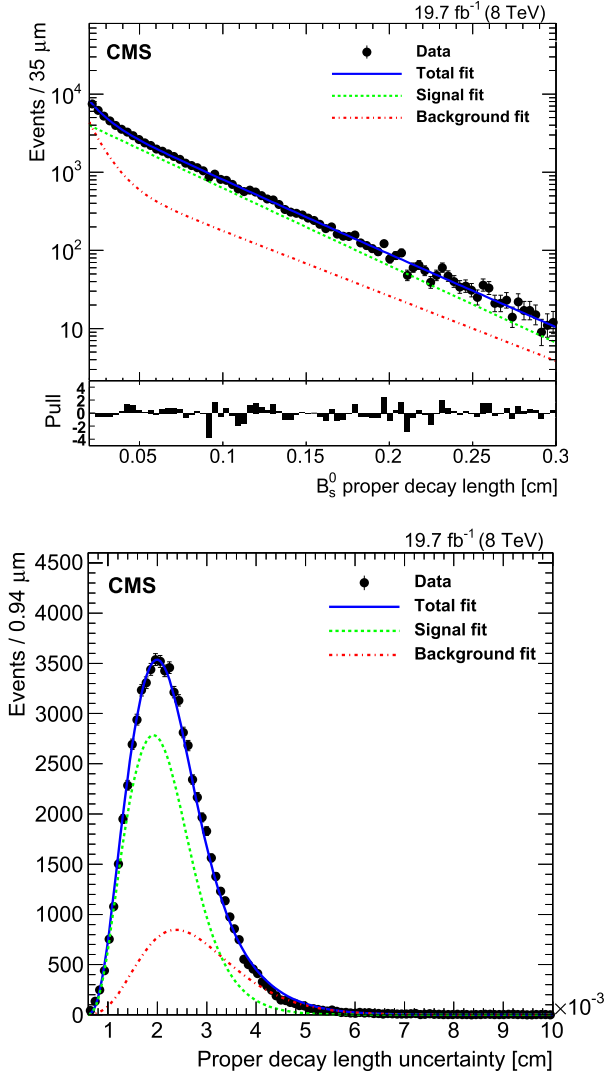 19.7 fb⁻¹ (8 TeV)
CMS
Data
Total fit
Signal fit
Background fit
Events / 35 μm
10⁴
10³
10²
10
Pull
4
2
0
-2
-4
0.05 0.1 0.15 0.2 0.25 0.3
B⁰ₛ proper decay length [cm]
19.7 fb⁻¹ (8 TeV)
CMS
Data
Total fit
Signal fit
Background fit
Events / 0.94 μm
4500
4000
3500
3000
2500
2000
1500
1000
500
0
1 2 3 4 5 6 7 8 9 10
×10⁻³
Proper decay length uncertainty [cm]